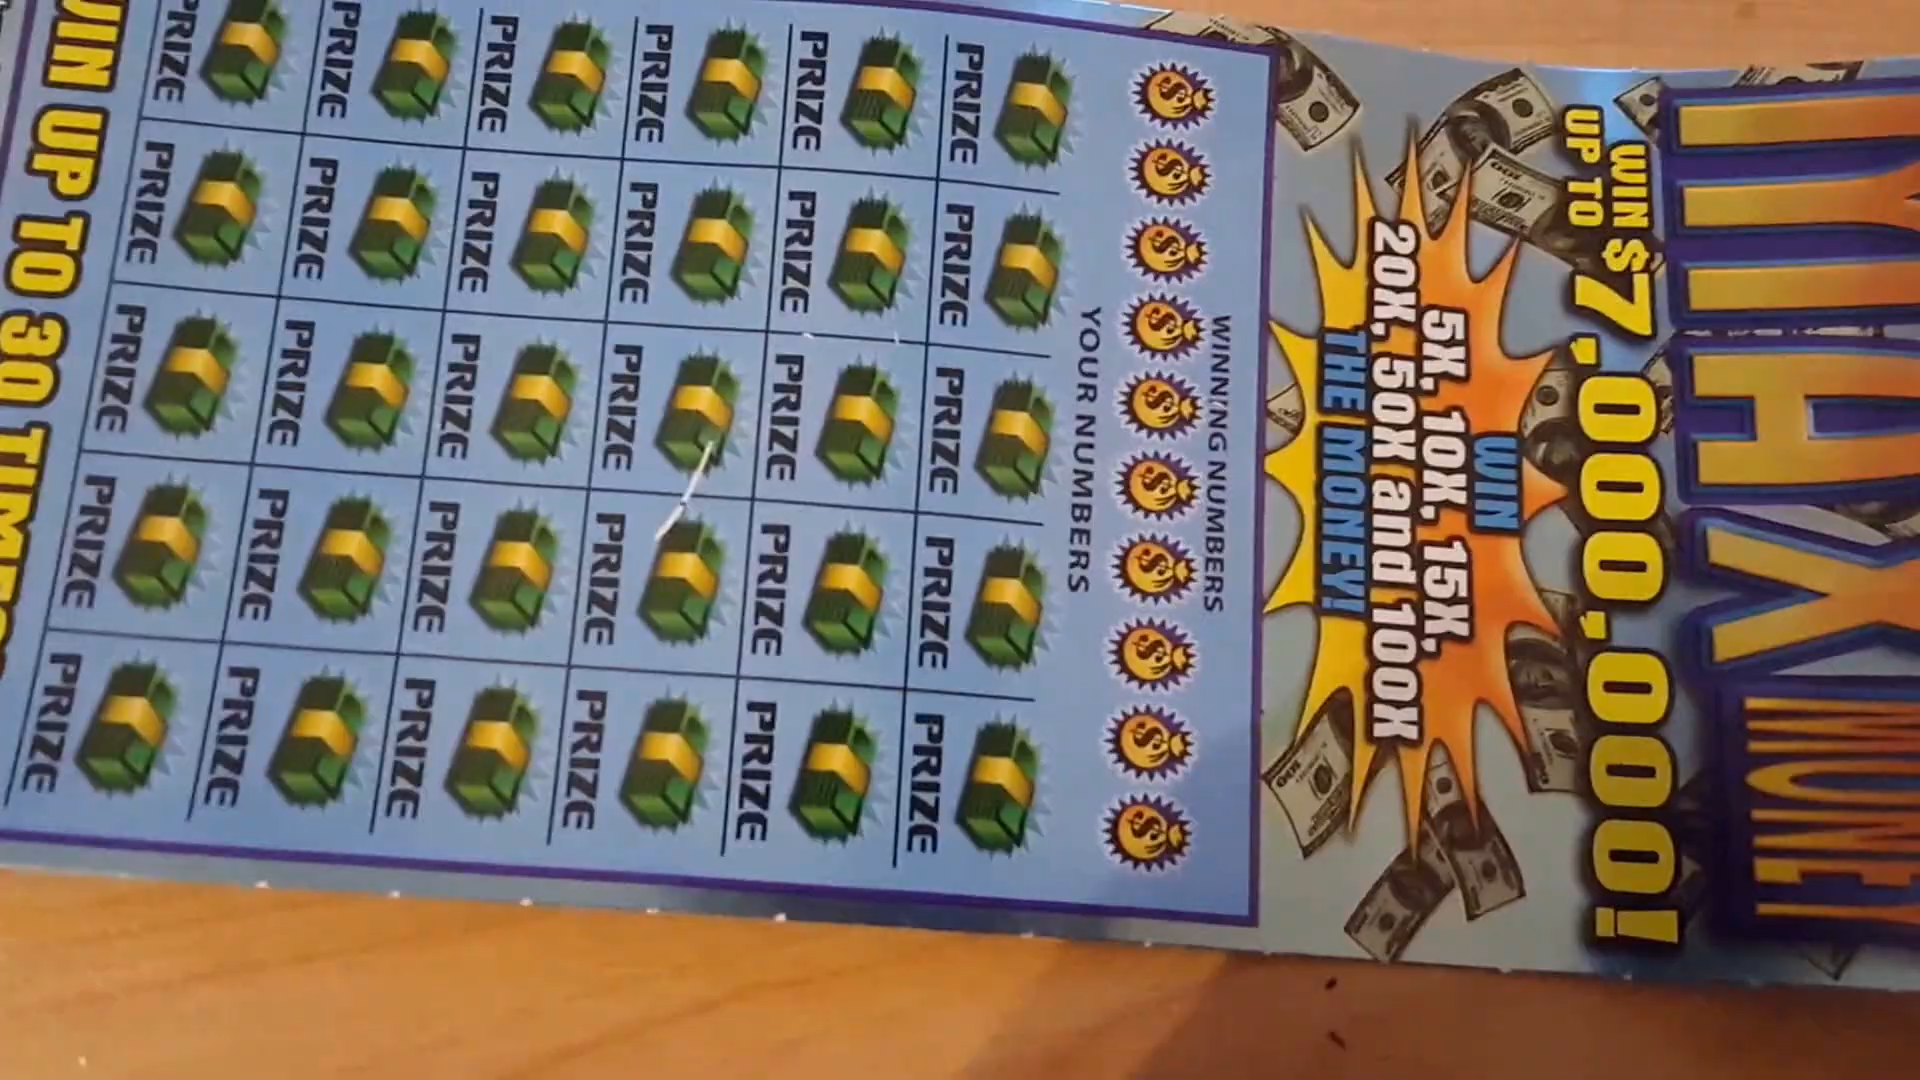 MAX
MONEY
WIN $7,000,000!
UP TO
WIN
5X, 10X, 15X,
20X, 50X and 100X
THE MONEY!
WINNING NUMBERS
YOUR NUMBERS
PRIZE PRIZE PRIZE PRIZE PRIZE
PRIZE PRIZE PRIZE PRIZE PRIZE
PRIZE PRIZE PRIZE PRIZE PRIZE
PRIZE PRIZE PRIZE PRIZE PRIZE
PRIZE PRIZE PRIZE PRIZE PRIZE
PRIZE PRIZE PRIZE PRIZE PRIZE
WIN UP TO 30 TIMES